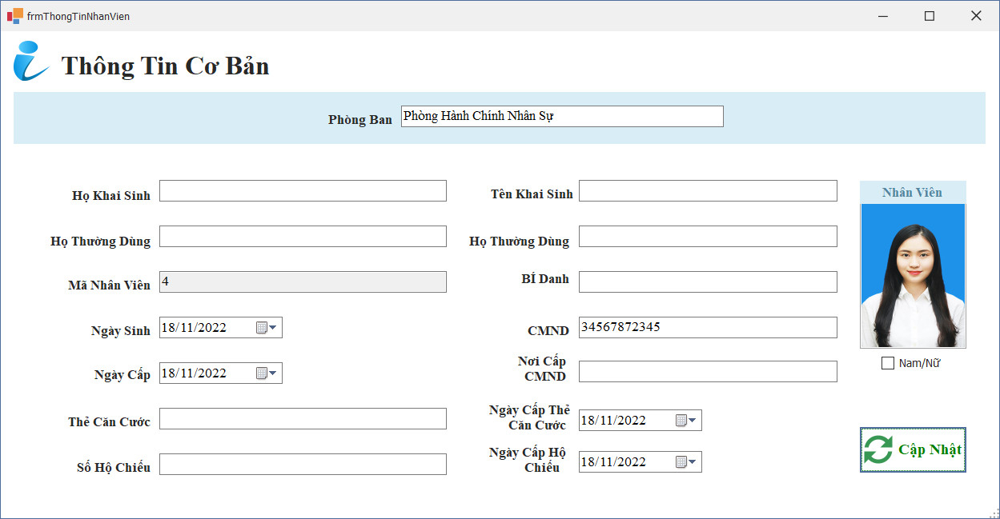 frmThongTinNhanVien
Thông Tin Cơ Bản
Phòng Ban Phòng Hành Chính Nhân Sự
Họ Khai Sinh
Tên Khai Sinh
Nhân Viên
Họ Thường Dùng
Họ Thường Dùng
Mã Nhân Viên 4
BÍ Danh
Ngày Sinh 18/11/2022
CMND 34567872345
Nam/Nữ
Ngày Cấp 18/11/2022
Nơi Cấp
CMND
Thẻ Căn Cước
Ngày Cấp Thẻ
Căn Cước
18/11/2022
Số Hộ Chiếu
Ngày Cấp Hộ
Chiếu
18/11/2022
Cập Nhật